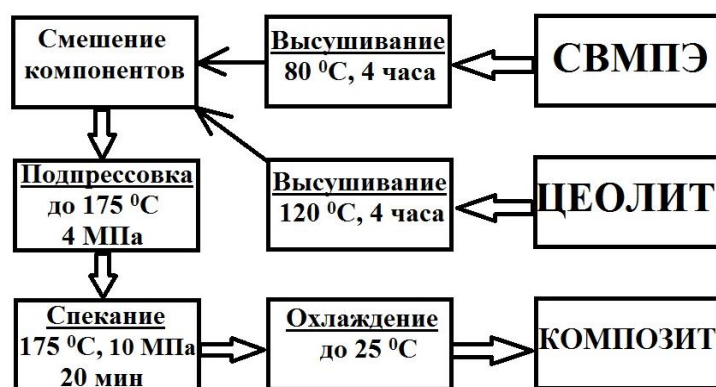 Смешение
компонентов
Высушивание
80 ⁰С, 4 часа
СВМПЭ
Подпрессовка
до 175 ⁰С
4 МПа
Высушивание
120 ⁰С, 4 часа
ЦЕОЛИТ
Спекание
175 ⁰С, 10 МПа
20 мин
Охлаждение
до 25 ⁰С
КОМПОЗИТ